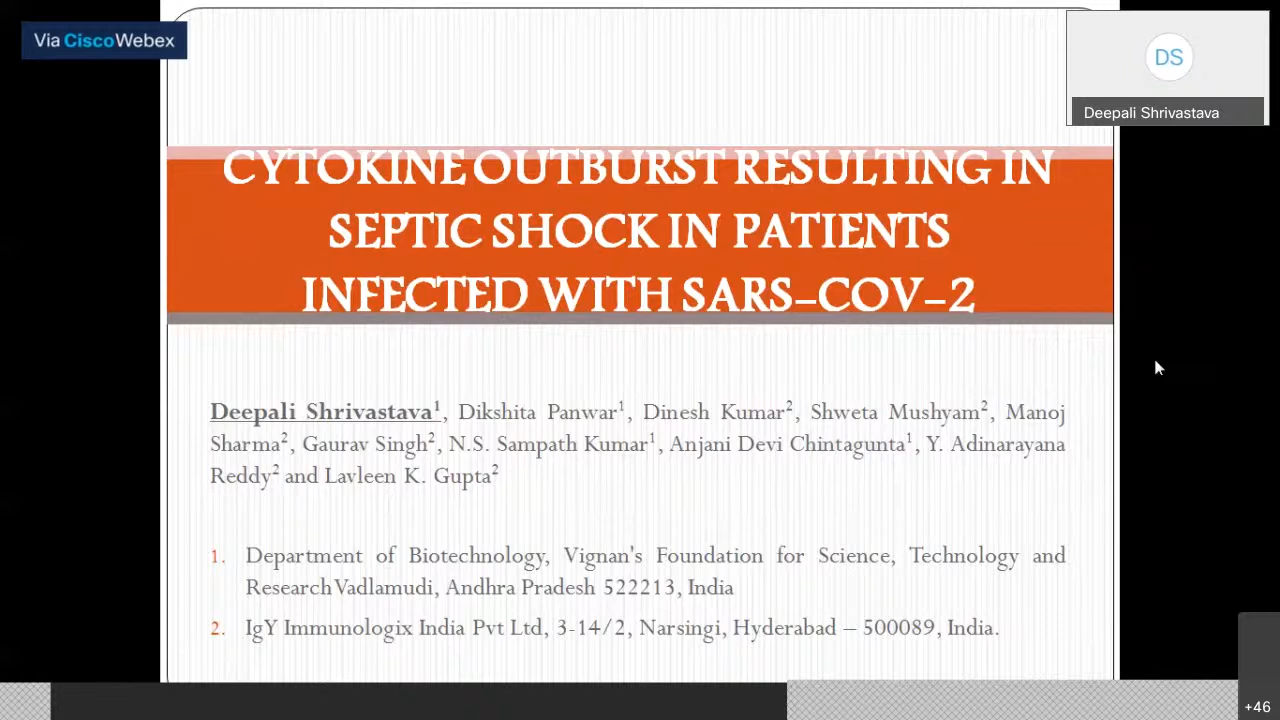 Via CiscoWebex
DS
Deepali Shrivastava
CYTOKINE OUTBURST RESULTING IN
SEPTIC SHOCK IN PATIENTS
INFECTED WITH SARS-COV-2
Deepali Shrivastava¹, Dikshita Panwar¹, Dinesh Kumar², Shweta Mushyam², Manoj
Sharma², Gaurav Singh², N.S. Sampath Kumar¹, Anjani Devi Chintagunta¹, Y. Adinarayana
Reddy² and Lavleen K. Gupta²
1. Department of Biotechnology, Vignan's Foundation for Science, Technology and
Research Vadlamudi, Andhra Pradesh 522213, India
2. IgY Immunologix India Pvt Ltd, 3-14/2, Narsingi, Hyderabad – 500089, India.
+46